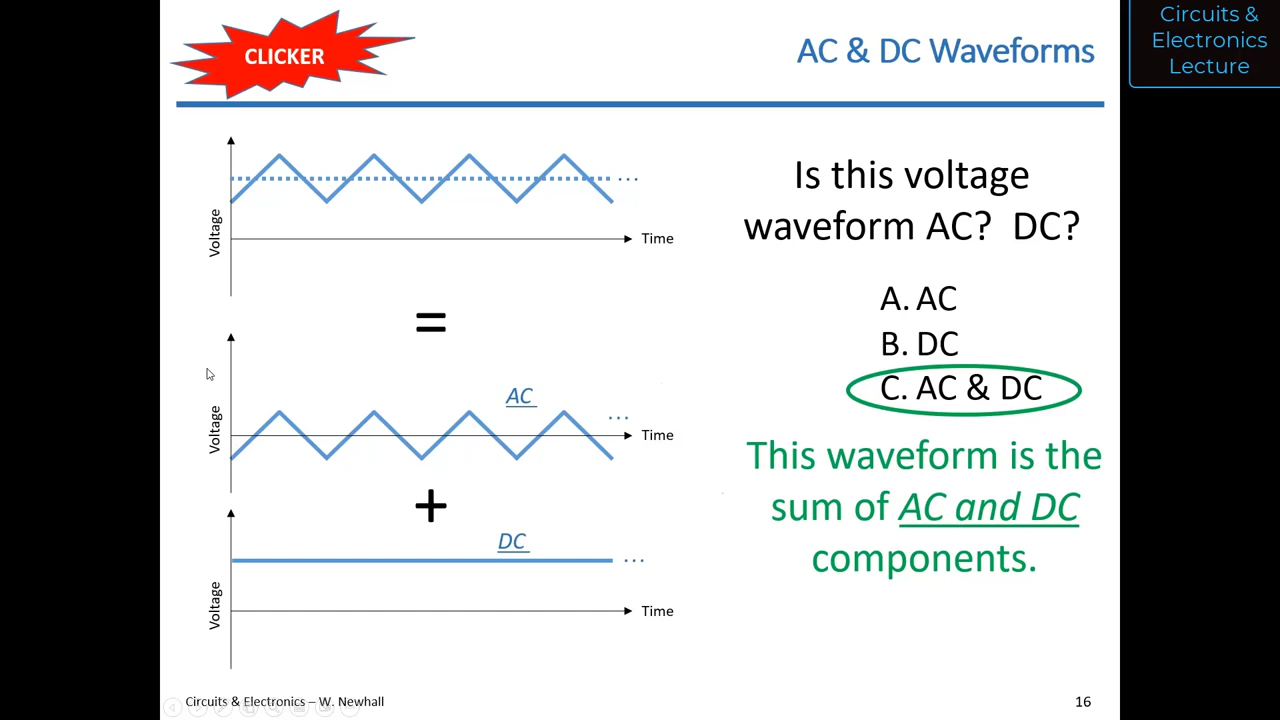 CLICKER
AC & DC Waveforms
Circuits &
Electronics
Lecture
Voltage
...
Time
=
Voltage
AC
...
Time
+
Voltage
DC
...
Time
Is this voltage
waveform AC?  DC?
A. AC
B. DC
C. AC & DC
This waveform is the
sum of AC and DC
components.
Circuits & Electronics – W. Newhall
16